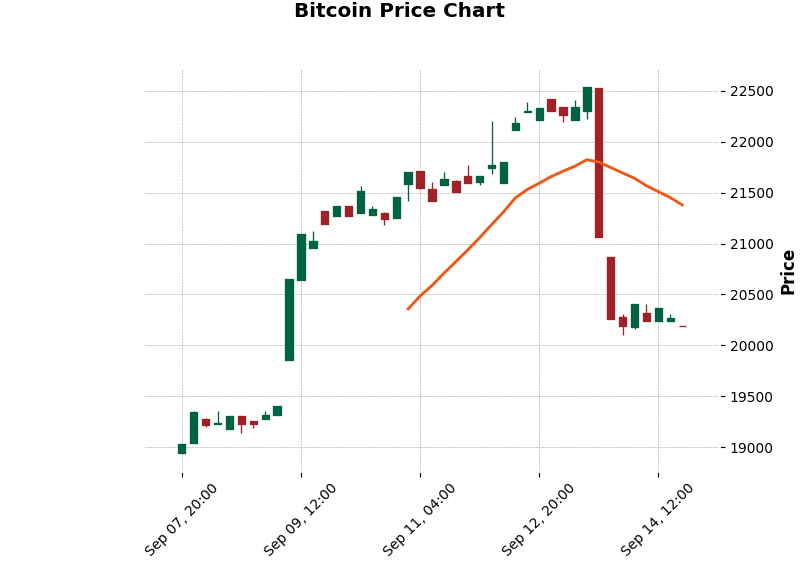 Bitcoin Price Chart
22500
22000
21500
21000
20500
20000
19500
19000
Price
Sep 07, 20:00
Sep 09, 12:00
Sep 11, 04:00
Sep 12, 20:00
Sep 14, 12:00